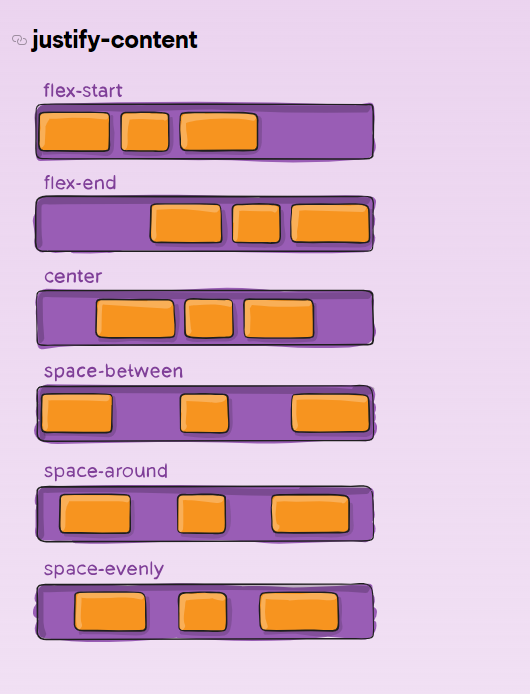 justify-content
flex-start
flex-end
center
space-between
space-around
space-evenly